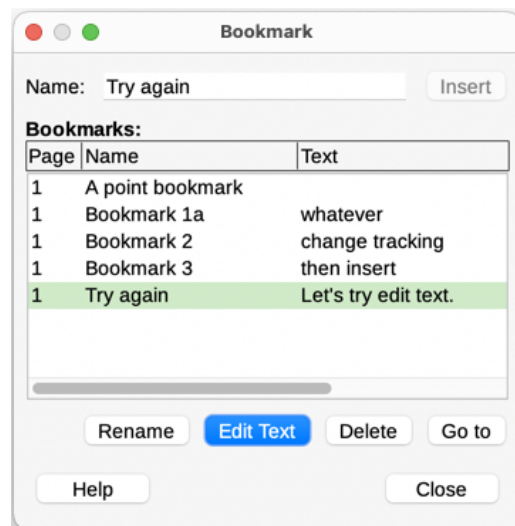 Bookmark
Name: Try again Insert
Bookmarks:
Page Name Text
1 A point bookmark
1 Bookmark 1a whatever
1 Bookmark 2 change tracking
1 Bookmark 3 then insert
1 Try again Let's try edit text.
Rename Edit Text Delete Go to
Help Close